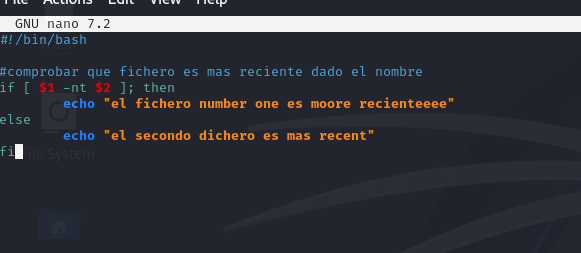 File Actions Edit View Help
GNU nano 7.2
#!/bin/bash
#comprobar que fichero es mas reciente dado el nombre
if [ $1 -nt $2 ]; then
echo "el fichero number one es moore recienteeee"
else
echo "el secondo dichero es mas recent"
fi
File System